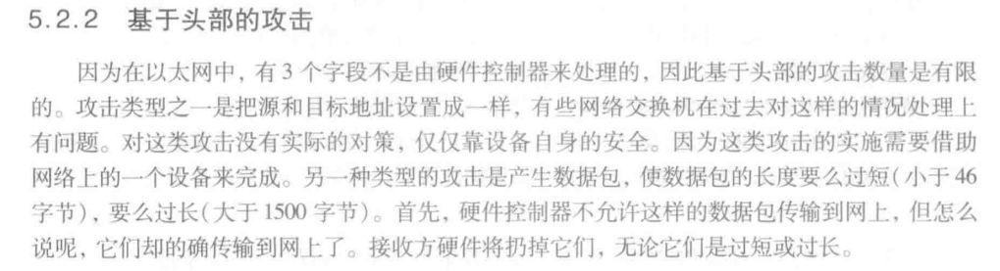 5.2.2 基于头部的攻击
因为在以太网中，有3个字段不是由硬件控制器来处理的，因此基于头部的攻击数量是有限
的。攻击类型之一是把源和目标地址设置成一样，有些网络交换机在过去对这样的情况处理上
有问题。对这类攻击没有实际的对策，仅仅靠设备自身的安全。因为这类攻击的实施需要借助
网络上的一个设备来完成。另一种类型的攻击是产生数据包，使数据包的长度要么过短(小于46
字节)，要么过长(大于1500字节)。首先，硬件控制器不允许这样的数据包传输到网上，但怎么
说呢，它们却的确传输到网上了。接收方硬件将扔掉它们，无论它们是过短或过长。